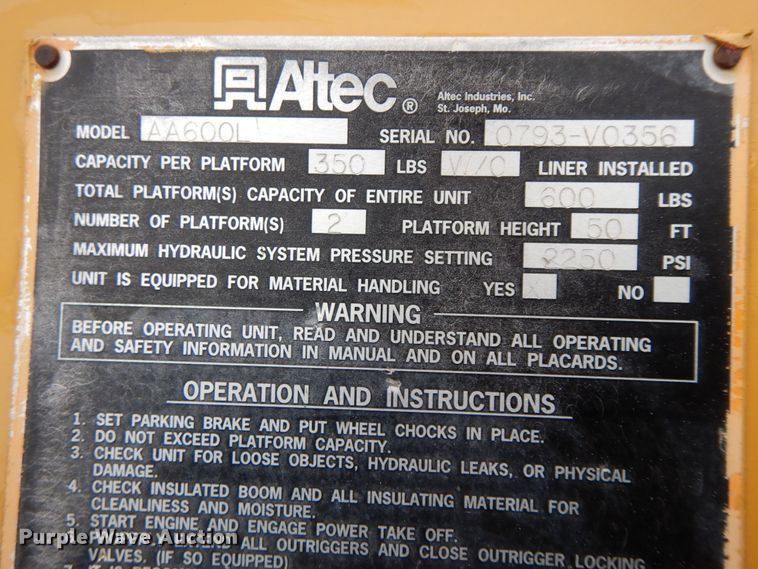 Altec®
Altec Industries, Inc.
St. Joseph, Mo.
MODEL AA600L SERIAL NO. 0793-V0356
CAPACITY PER PLATFORM 350 LBS W/O LINER INSTALLED
TOTAL PLATFORM(S) CAPACITY OF ENTIRE UNIT 600 LBS
NUMBER OF PLATFORM(S) 2 PLATFORM HEIGHT 50 FT
MAXIMUM HYDRAULIC SYSTEM PRESSURE SETTING 2250 PSI
UNIT IS EQUIPPED FOR MATERIAL HANDLING YES NO
WARNING
BEFORE OPERATING UNIT, READ AND UNDERSTAND ALL OPERATING
AND SAFETY INFORMATION IN MANUAL AND ON ALL PLACARDS.
OPERATION AND INSTRUCTIONS
1. SET PARKING BRAKE AND PUT WHEEL CHOCKS IN PLACE.
2. DO NOT EXCEED PLATFORM CAPACITY.
3. CHECK UNIT FOR LOOSE OBJECTS, HYDRAULIC LEAKS, OR PHYSICAL
DAMAGE.
4. CHECK INSULATED BOOM AND ALL INSULATING MATERIAL FOR
CLEANLINESS AND MOISTURE.
5. START ENGINE AND ENGAGE POWER TAKE OFF.
EXTEND ALL OUTRIGGERS AND CLOSE OUTRIGGER LOCKING
VALVES, (IF SO EQUIPPED)
Purple Wave Auction